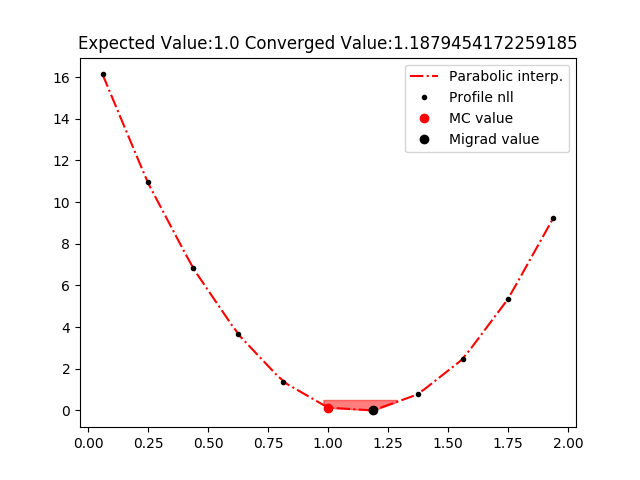 Expected Value:1.0 Converged Value:1.1879454172259185
Parabolic interp.
Profile nll
MC value
Migrad value
16
14
12
10
8
6
4
2
0
0.00 0.25 0.50 0.75 1.00 1.25 1.50 1.75 2.00